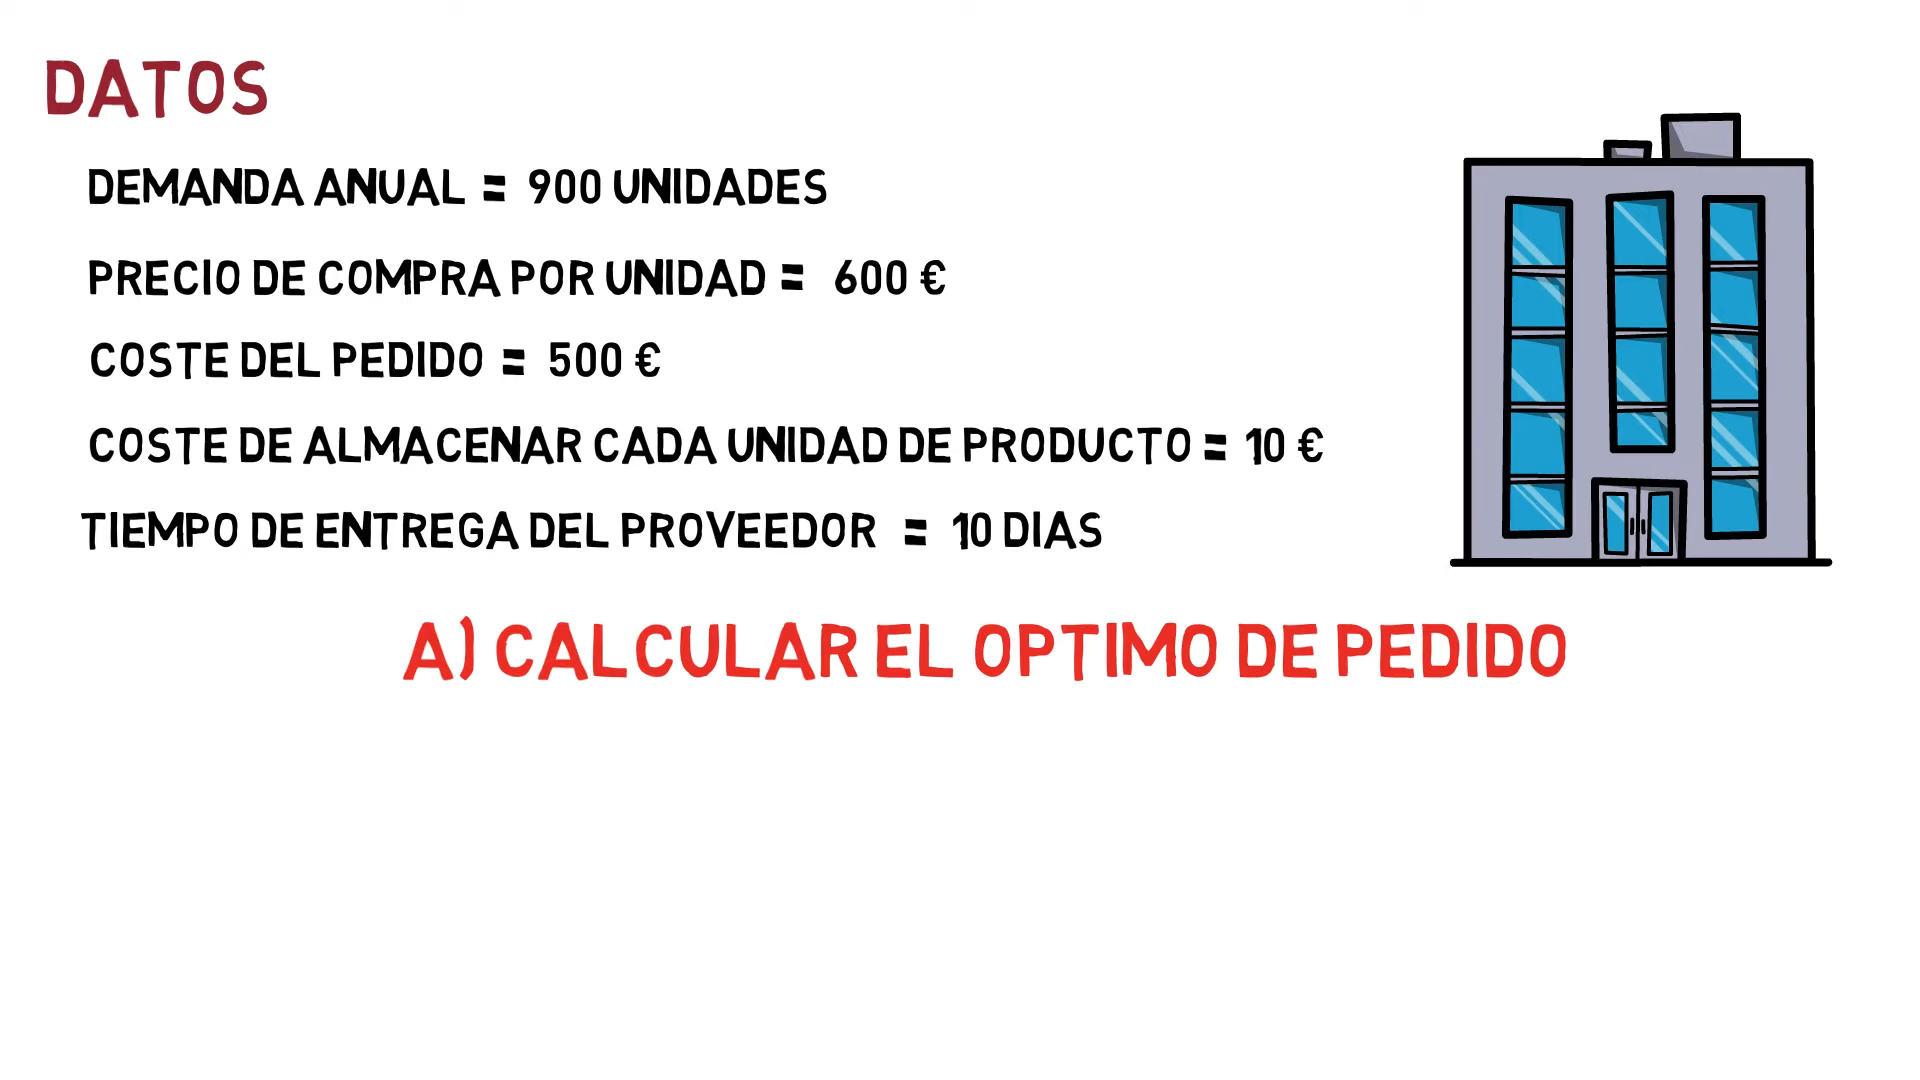 DATOS
DEMANDA ANUAL = 900 UNIDADES
PRECIO DE COMPRA POR UNIDAD = 600 €
COSTE DEL PEDIDO = 500 €
COSTE DE ALMACENAR CADA UNIDAD DE PRODUCTO = 10 €
TIEMPO DE ENTREGA DEL PROVEEDOR = 10 DIAS
A) CALCULAR EL OPTIMO DE PEDIDO